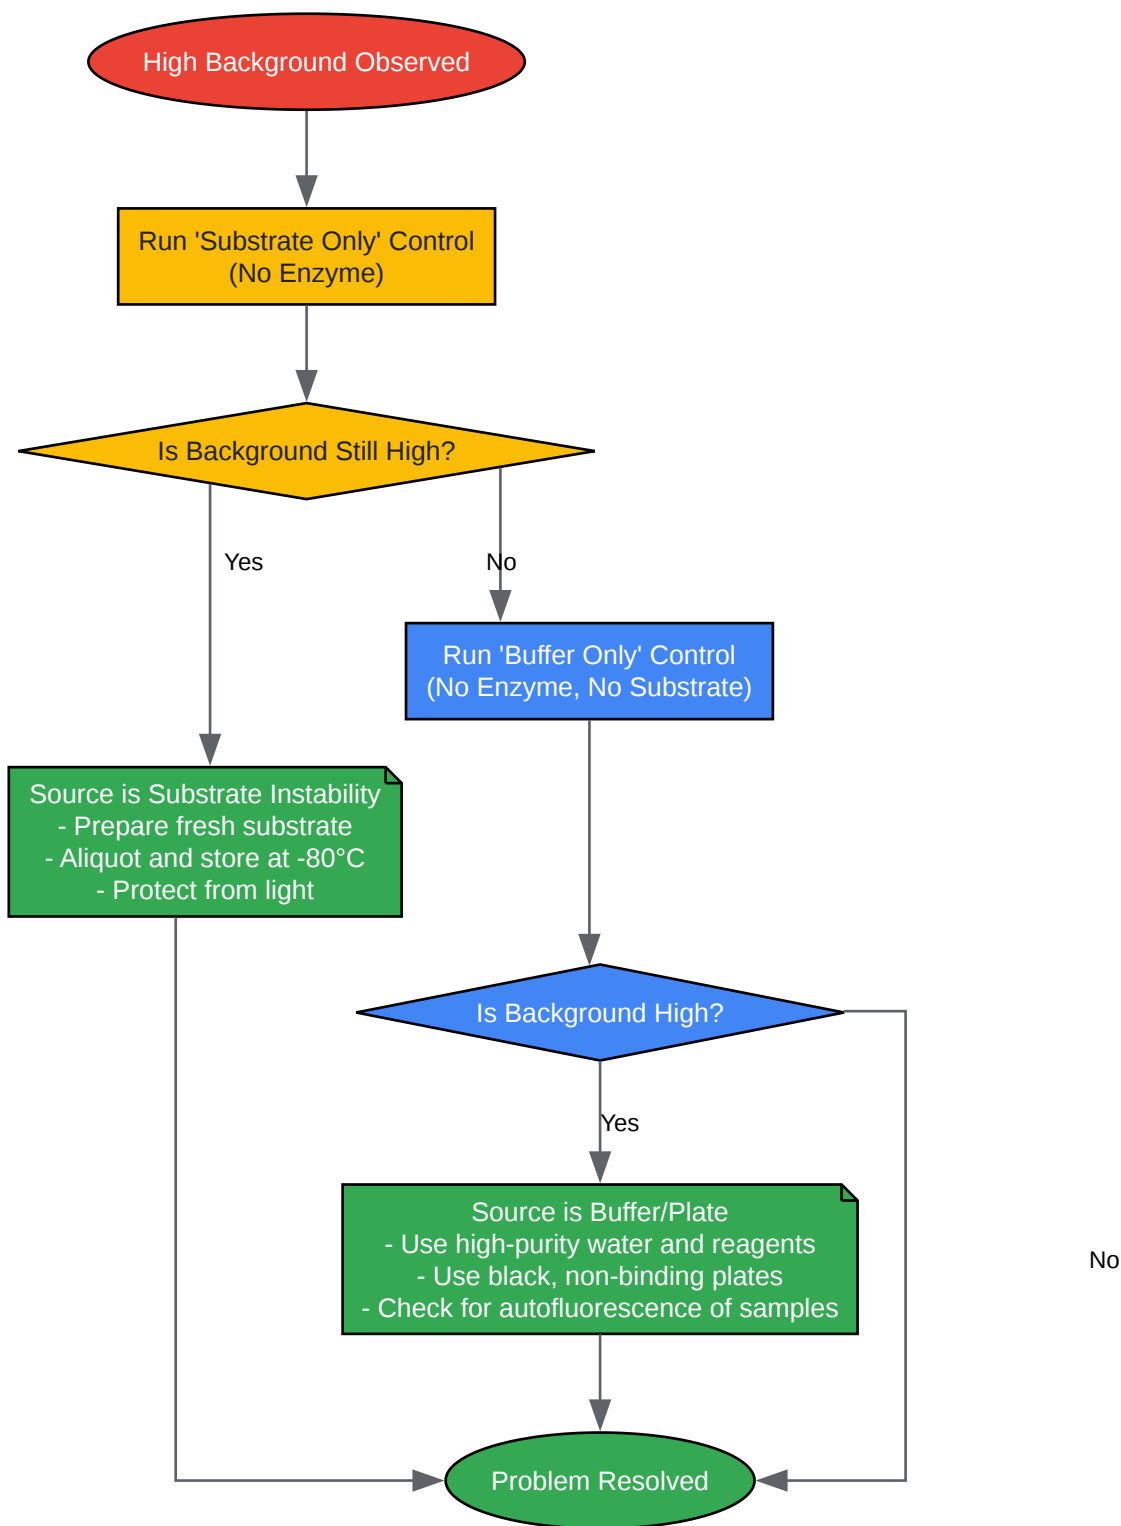 High Background Observed
Run 'Substrate Only' Control
(No Enzyme)
Is Background Still High?
Yes
No
Run 'Buffer Only' Control
(No Enzyme, No Substrate)
Source is Substrate Instability
- Prepare fresh substrate
- Aliquot and store at -80°C
- Protect from light
Is Background High?
Yes
Source is Buffer/Plate
- Use high-purity water and reagents
- Use black, non-binding plates
- Check for autofluorescence of samples
No
Problem Resolved